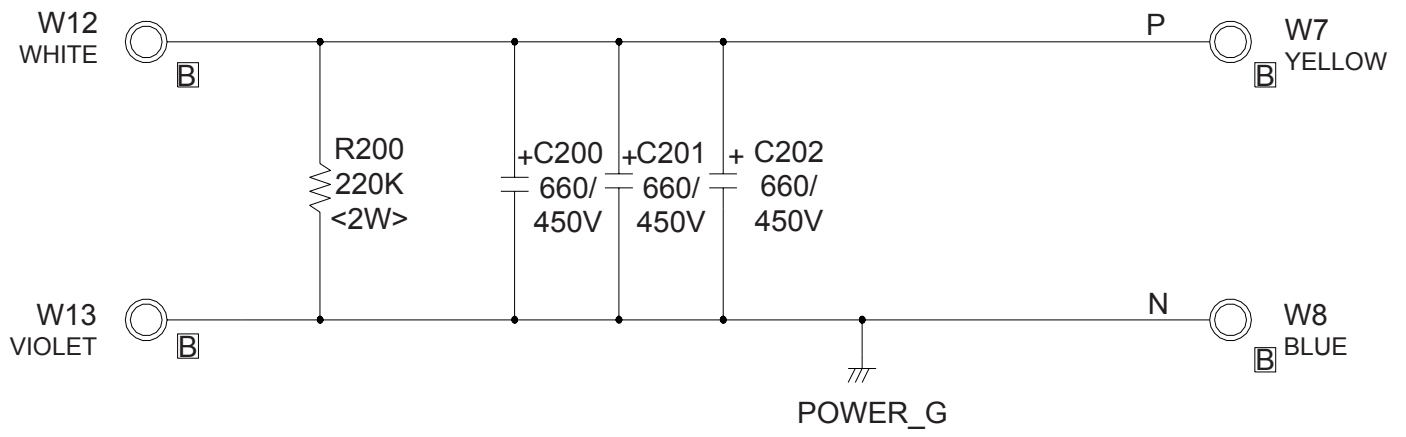 W12
WHITE
B
P
W7
YELLOW
B
R200
220K
<2W>
+C200
660/
450V
+C201
660/
450V
+ C202
660/
450V
W13
VIOLET
B
N
W8
BLUE
B
POWER_G